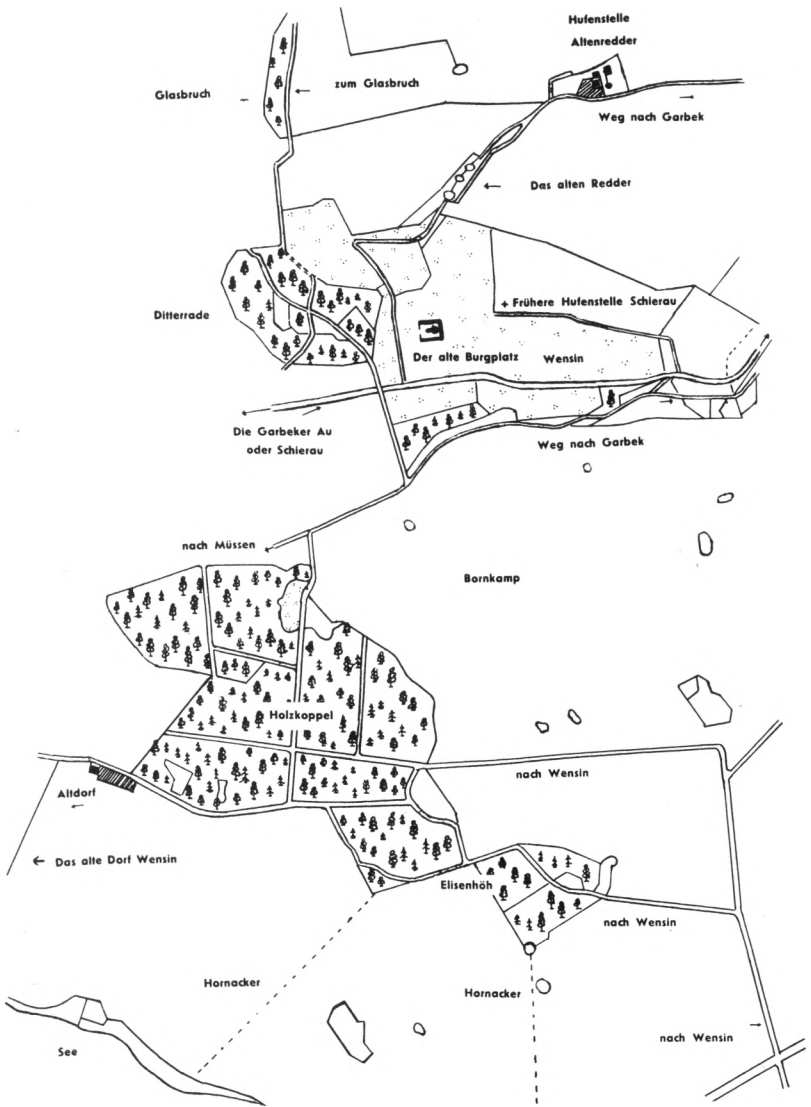 Hufenstelle
Altenredder
Glasbruch
zum Glasbruch
Weg nach Garbek
Das alten Redder
+ Frühere Hufenstelle Schierau
Ditterrade
Der alte Burgplatz Wensin
Die Garbeker Au
oder Schierau
Weg nach Garbek
nach Müssen
Bornkamp
Holzkoppel
nach Wensin
Altdorf
Das alte Dorf Wensin
Elisenhöh
nach Wensin
Hornacker
Hornacker
nach Wensin
See